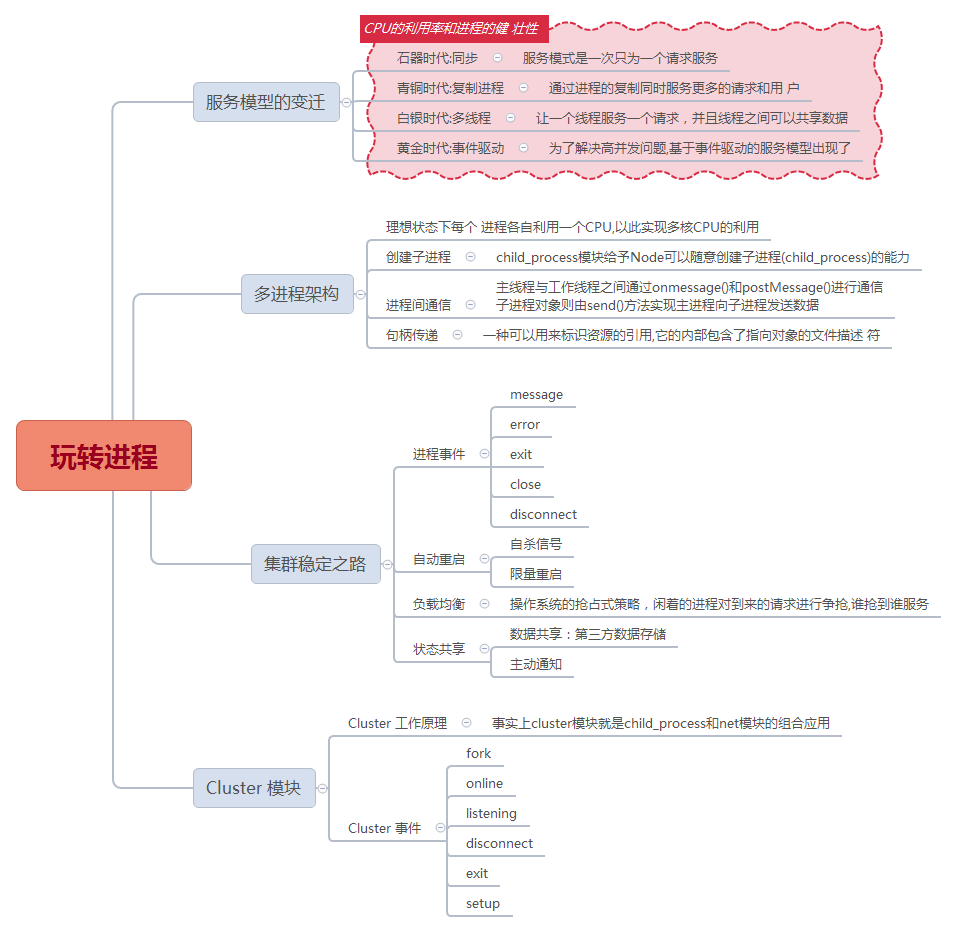 CPU的利用率和进程的健 壮性
服务模型的变迁
石器时代:同步
服务模式是一次只为一个请求服务
青铜时代:复制进程
通过进程的复制同时服务更多的请求和用 户
白银时代:多线程
让一个线程服务一个请求，并且线程之间可以共享数据
黄金时代:事件驱动
为了解决高并发问题,基于事件驱动的服务模型出现了
多进程架构
理想状态下每个 进程各自利用一个CPU,以此实现多核CPU的利用
创建子进程
child_process模块给予Node可以随意创建子进程(child_process)的能力
进程间通信
主线程与工作线程之间通过onmessage()和postMessage()进行通信
子进程对象则由send()方法实现主进程向子进程发送数据
句柄传递
一种可以用来标识资源的引用,它的内部包含了指向对象的文件描述 符
玩转进程
集群稳定之路
进程事件
message
error
exit
close
disconnect
自动重启
自杀信号
限量重启
负载均衡
操作系统的抢占式策略，闲着的进程对到来的请求进行争抢,谁抢到谁服务
状态共享
数据共享：第三方数据存储
主动通知
Cluster 模块
Cluster 工作原理
事实上cluster模块就是child_process和net模块的组合应用
Cluster 事件
fork
online
listening
disconnect
exit
setup